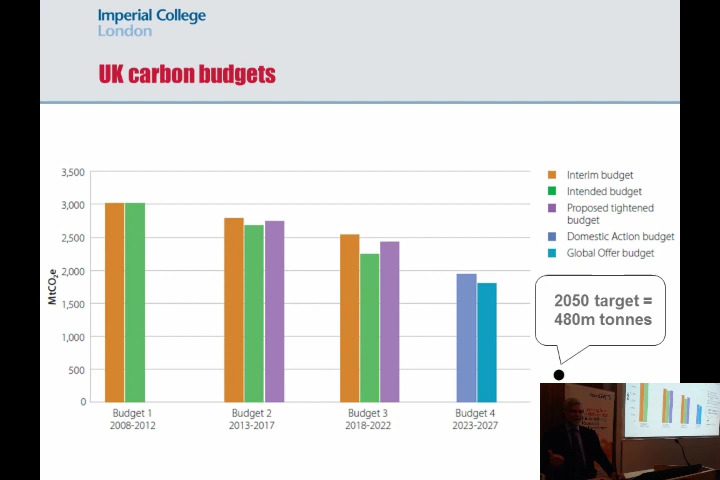 Imperial College
London
UK carbon budgets
3,500
3,000
2,500
2,000
1,500
1,000
500
0
MtCO₂e
Budget 1
2008-2012
Budget 2
2013-2017
Budget 3
2018-2022
Budget 4
2023-2027
Interim budget
Intended budget
Proposed tightened
budget
Domestic Action budget
Global Offer budget
2050 target =
480m tonnes